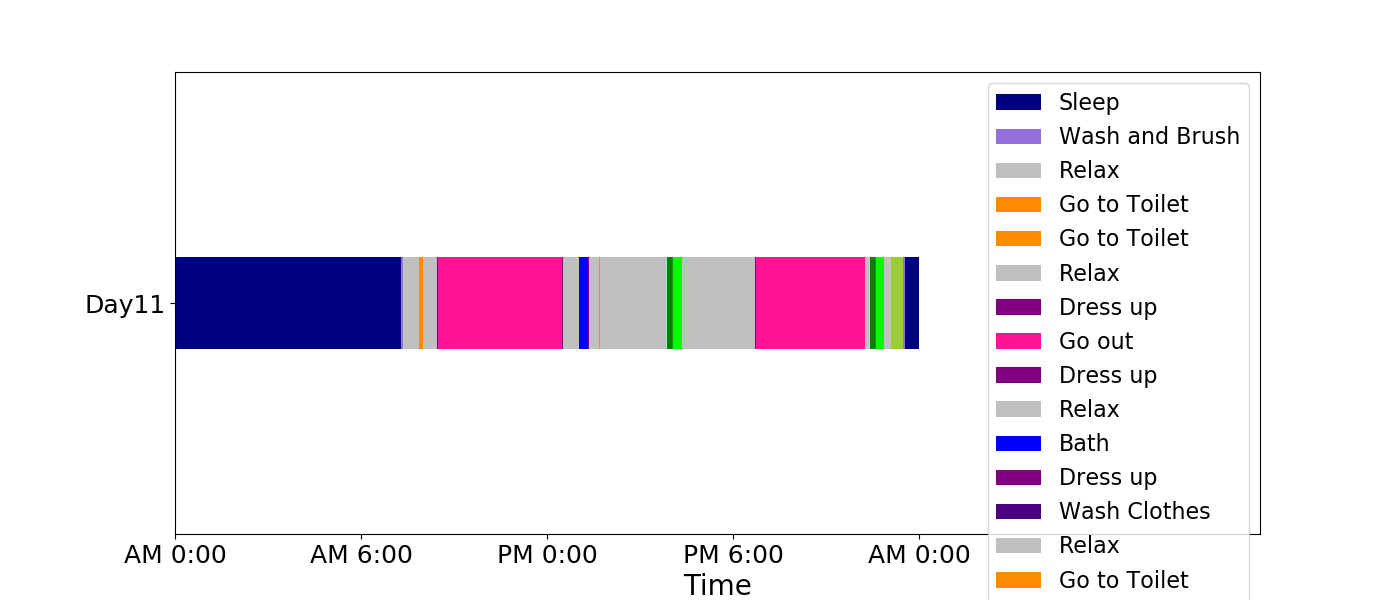 Sleep
Wash and Brush
Relax
Go to Toilet
Go to Toilet
Relax
Dress up
Go out
Dress up
Relax
Bath
Dress up
Wash Clothes
Relax
Go to Toilet
Day11
AM 0:00 AM 6:00 PM 0:00 PM 6:00 AM 0:00
Time